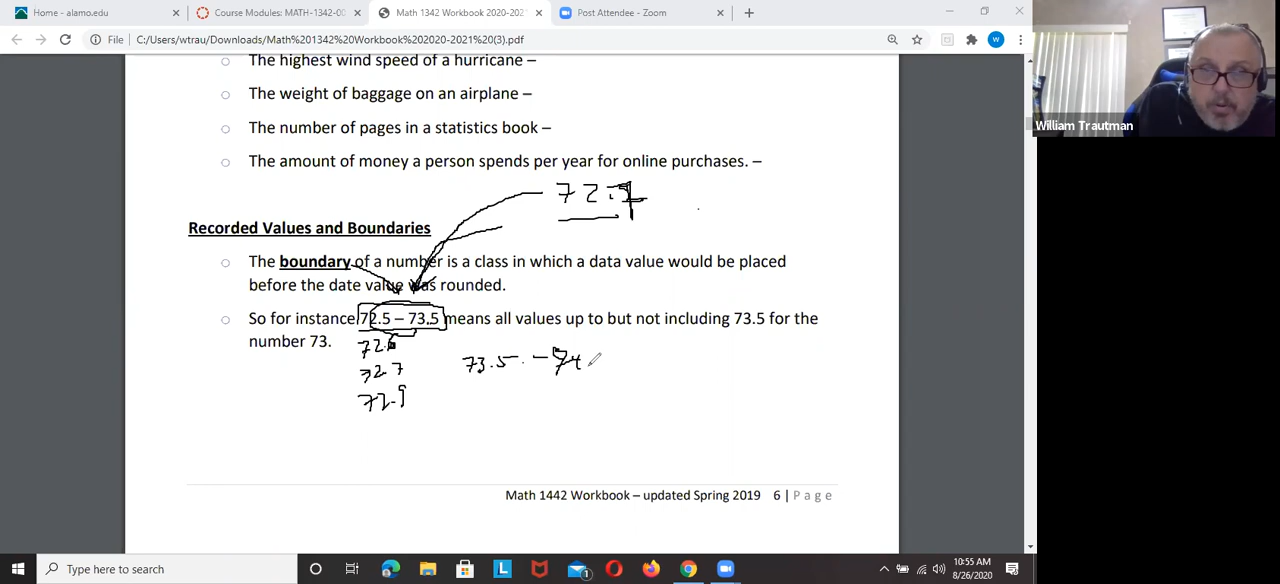 Home - alamo.edu
Course Modules: MATH-1342-00
Math 1342 Workbook 2020-202
Post Attendee - Zoom
File
C:/Users/wtrau/Downloads/Math%201342%20Workbook%202020-2021%20(3).pdf
W
The highest wind speed of a hurricane –
The weight of baggage on an airplane –
The number of pages in a statistics book –
The amount of money a person spends per year for online purchases. –
Recorded Values and Boundaries
The boundary of a number is a class in which a data value would be placed
before the date value was rounded.
So for instance 72.5 – 73.5 means all values up to but not including 73.5 for the
number 73.
72.7
73.5 - 74
72.9
Math 1442 Workbook – updated Spring 2019 6 | Page
William Trautman
Type here to search
L
1
10:55 AM
8/26/2020